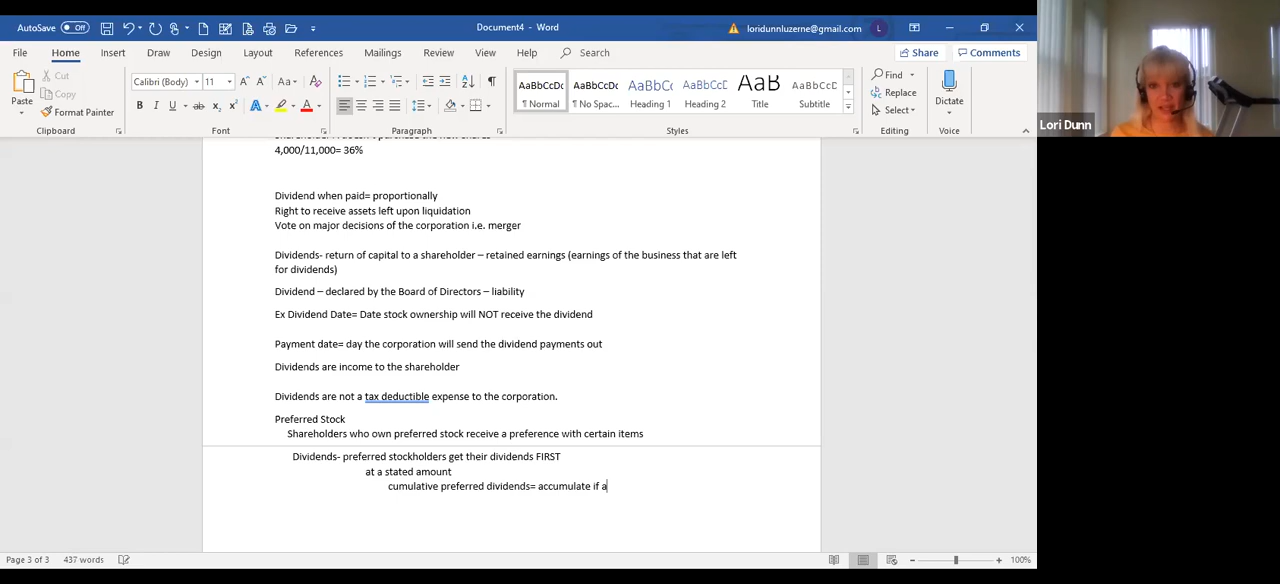 AutoSave Off Document4 - Word loridunnluzerne@gmail.com L
File Home Insert Draw Design Layout References Mailings Review View Help Search Share Comments
Paste Cut Copy Format Painter
Clipboard
Calibri (Body) 11 Aa
B I U ab x₂ x² A A
Font
Paragraph
AaBbCcDc AaBbCcDc AaBbC AaBbCc AaB AaBbCcD
¶ Normal ¶ No Spac... Heading 1 Heading 2 Title Subtitle
Styles
Find
Replace
Select
Editing
Dictate
Voice
Lori Dunn
4,000/11,000= 36%
Dividend when paid= proportionally
Right to receive assets left upon liquidation
Vote on major decisions of the corporation i.e. merger
Dividends- return of capital to a shareholder – retained earnings (earnings of the business that are left
for dividends)
Dividend – declared by the Board of Directors – liability
Ex Dividend Date= Date stock ownership will NOT receive the dividend
Payment date= day the corporation will send the dividend payments out
Dividends are income to the shareholder
Dividends are not a tax deductible expense to the corporation.
Preferred Stock
Shareholders who own preferred stock receive a preference with certain items
Dividends- preferred stockholders get their dividends FIRST
at a stated amount
cumulative preferred dividends= accumulate if a
Page 3 of 3 437 words 100%